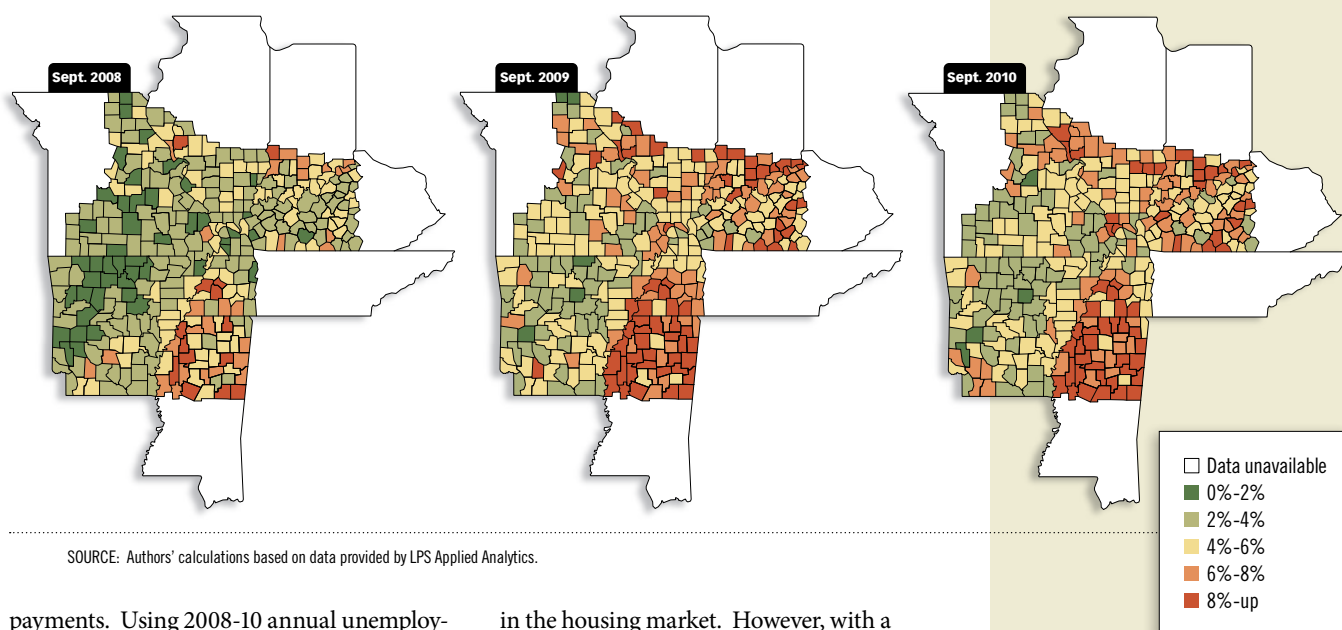 Sept. 2008
Sept. 2009
Sept. 2010
Data unavailable
0%-2%
2%-4%
4%-6%
6%-8%
8%-up
SOURCE: Authors' calculations based on data provided by LPS Applied Analytics.
payments. Using 2008-10 annual unemploy-
in the housing market. However, with a